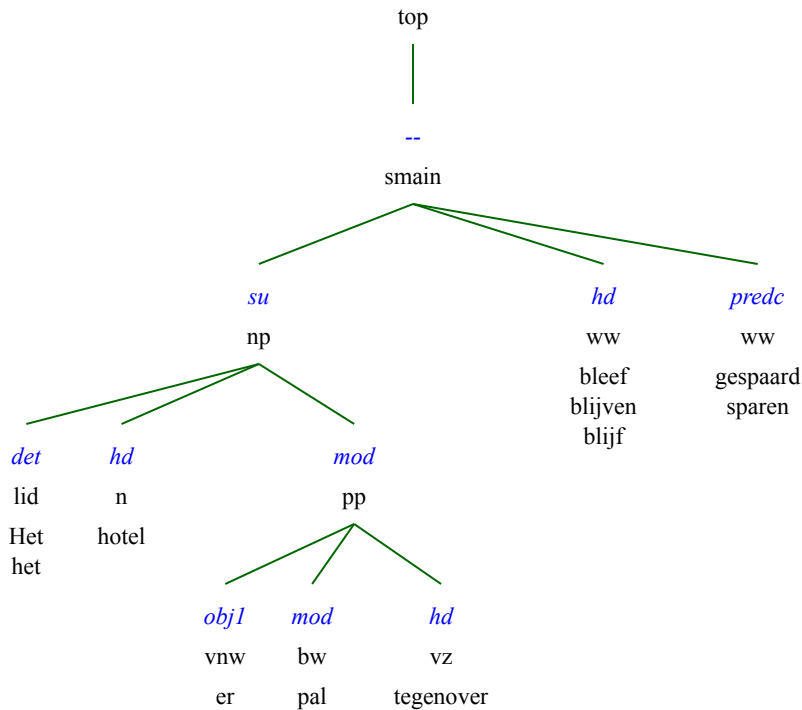 top
--
smain
su hd predc
np ww ww
bleef gespaard
blijven sparen
blijf
det hd mod
lid n pp
Het hotel
het
obj1 mod hd
vnw bw vz
er pal tegenover